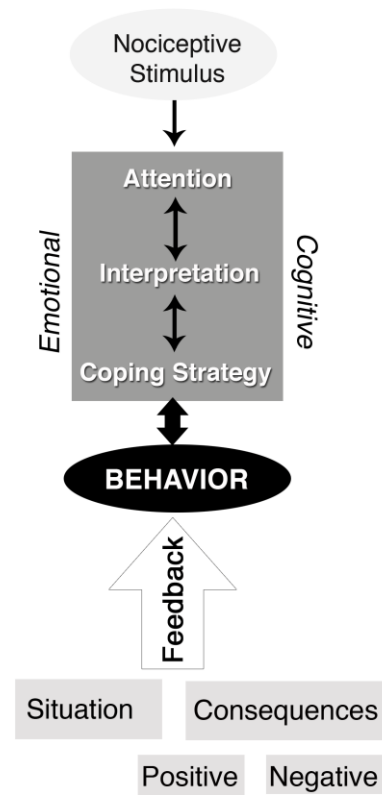 Nociceptive
Stimulus
Attention
Emotional
Cognitive
Interpretation
Coping Strategy
BEHAVIOR
Feedback
Situation
Consequences
Positive
Negative